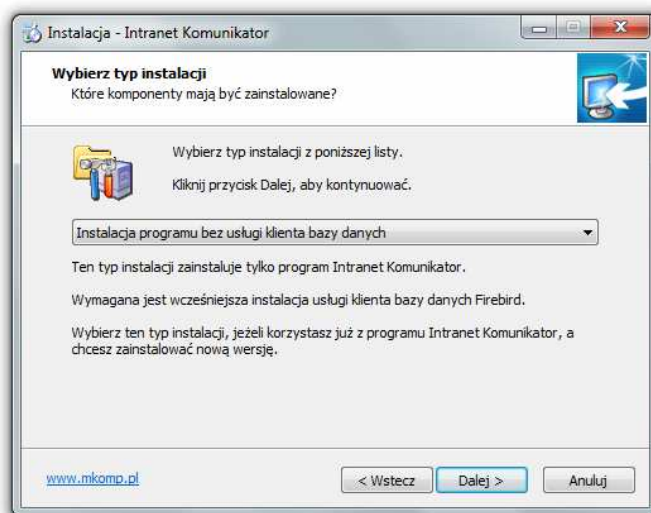 Instalacja - Intranet Komunikator
Wybierz typ instalacji
Które komponenty mają być zainstalowane?
Wybierz typ instalacji z poniższej listy.
Kliknij przycisk Dalej, aby kontynuować.
Instalacja programu bez usługi klienta bazy danych
Ten typ instalacji zainstaluje tylko program Intranet Komunikator.
Wymagana jest wcześniejsza instalacja usługi klienta bazy danych Firebird.
Wybierz ten typ instalacji, jeżeli korzystasz już z programu Intranet Komunikator, a
chcesz zainstalować nową wersję.
www.mkomp.pl
< Wstecz
Dalej >
Anuluj